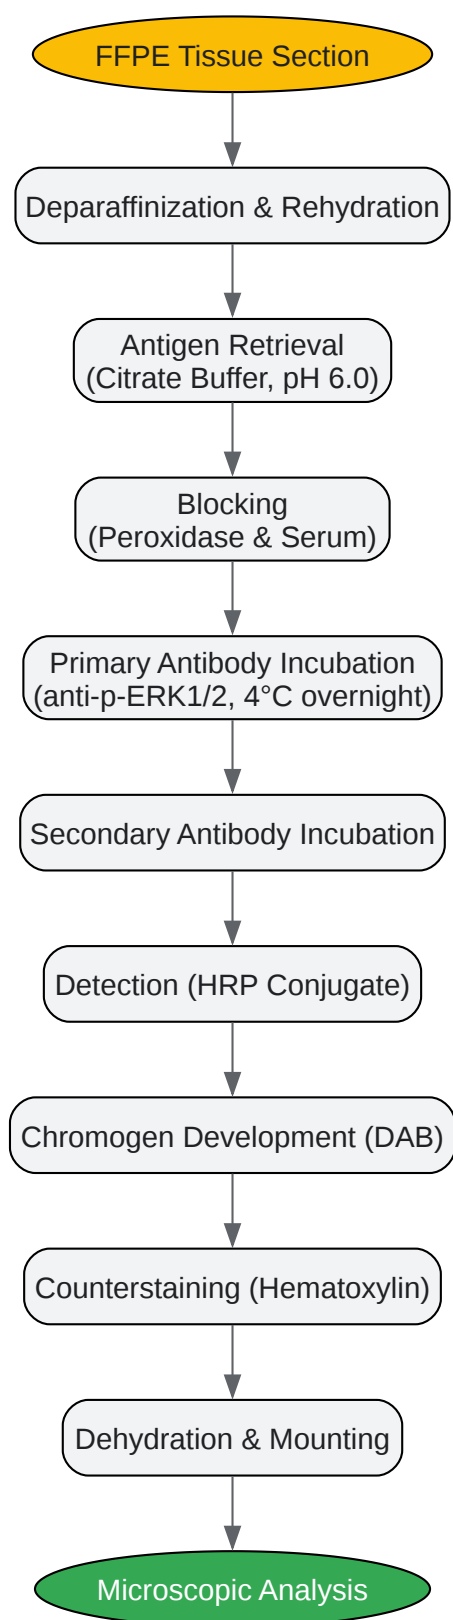 FFPE Tissue Section
Deparaffinization & Rehydration
Antigen Retrieval
(Citrate Buffer, pH 6.0)
Blocking
(Peroxidase & Serum)
Primary Antibody Incubation
(anti-p-ERK1/2, 4°C overnight)
Secondary Antibody Incubation
Detection (HRP Conjugate)
Chromogen Development (DAB)
Counterstaining (Hematoxylin)
Dehydration & Mounting
Microscopic Analysis